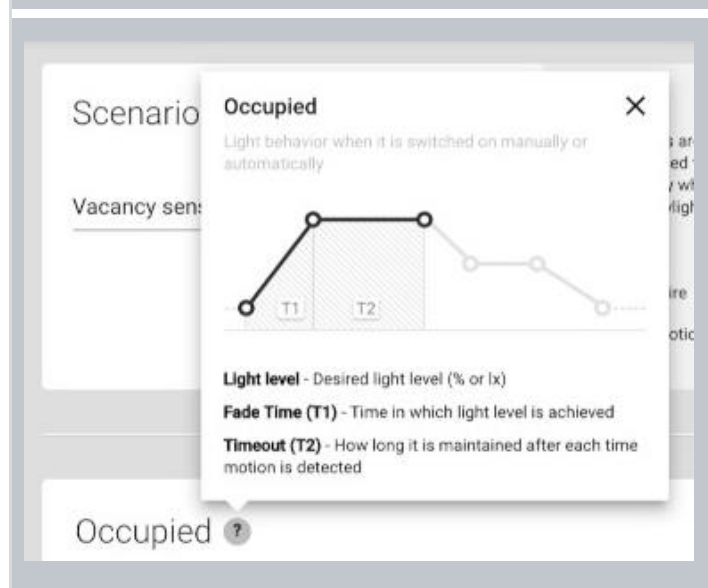 Scenario
Occupied
Light behavior when it is switched on manually or
automatically
Vacancy
T1
T2
Light level - Desired light level (% or lx)
Fade Time (T1) - Time in which light level is achieved
Timeout (T2) - How long it is maintained after each time
motion is detected
Occupied ?